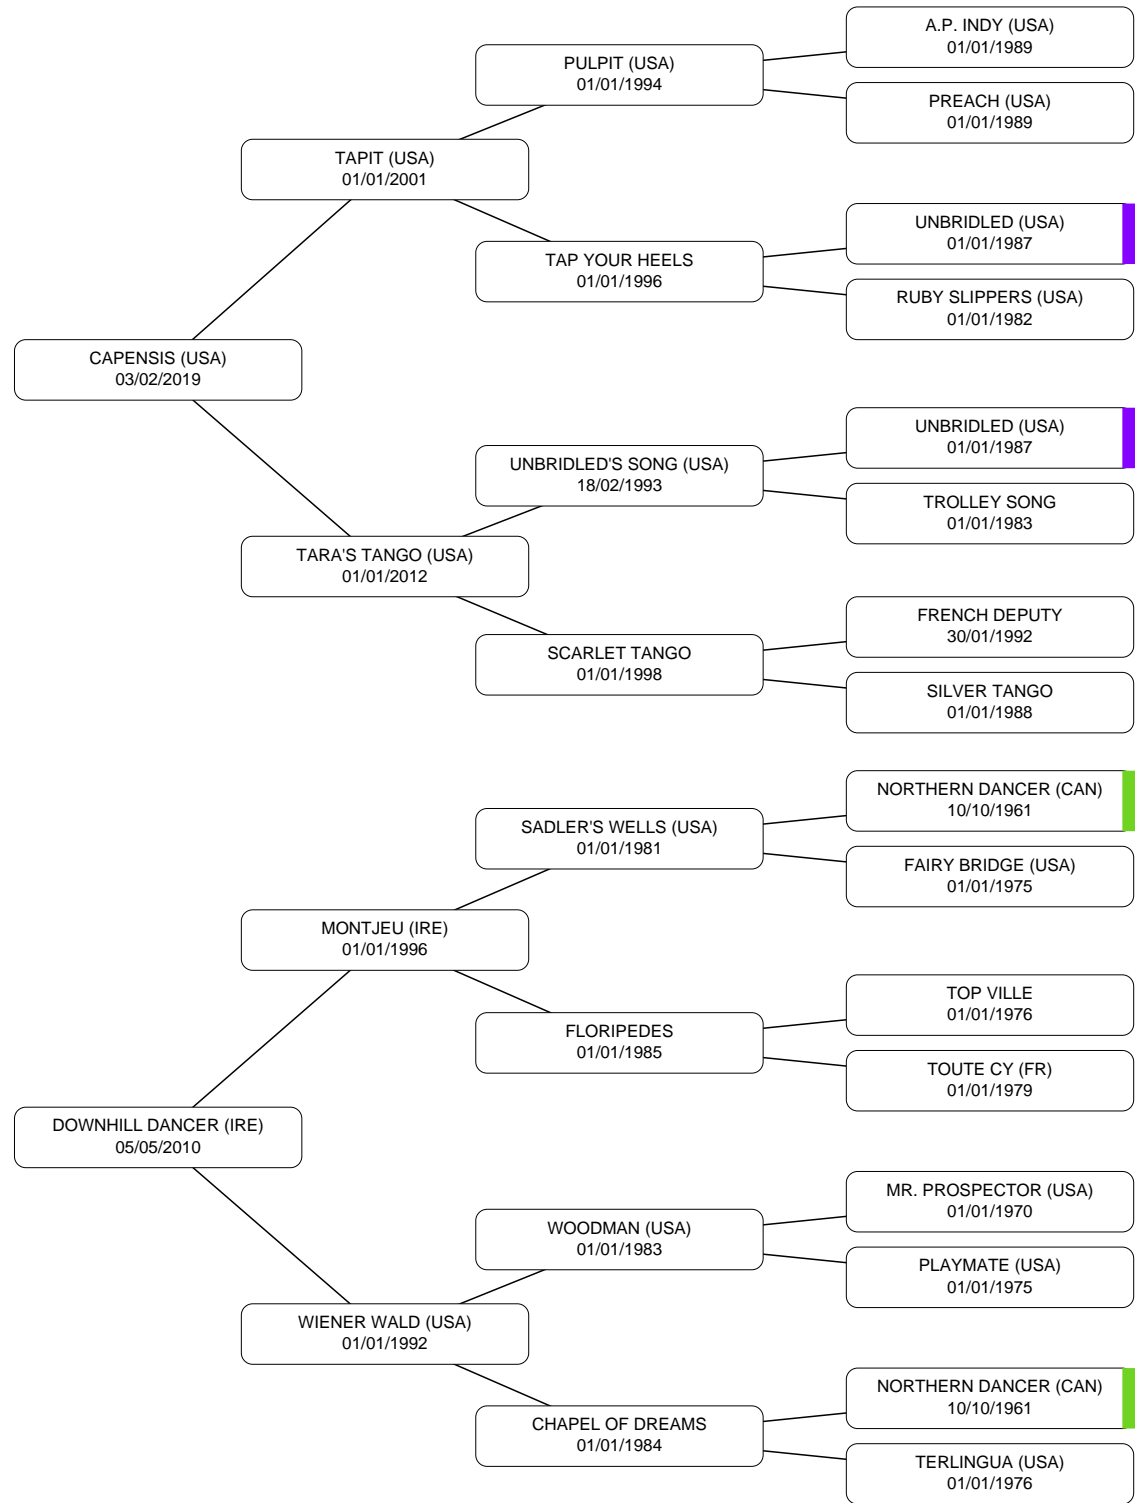 A.P. INDY (USA)
01/01/1989
PULPIT (USA)
01/01/1994
PREACH (USA)
01/01/1989
TAPIT (USA)
01/01/2001
UNBRIDLED (USA)
01/01/1987
TAP YOUR HEELS
01/01/1996
RUBY SLIPPERS (USA)
01/01/1982
CAPENSIS (USA)
03/02/2019
UNBRIDLED (USA)
01/01/1987
UNBRIDLED'S SONG (USA)
18/02/1993
TROLLEY SONG
01/01/1983
TARA'S TANGO (USA)
01/01/2012
FRENCH DEPUTY
30/01/1992
SCARLET TANGO
01/01/1998
SILVER TANGO
01/01/1988
NORTHERN DANCER (CAN)
10/10/1961
SADLER'S WELLS (USA)
01/01/1981
FAIRY BRIDGE (USA)
01/01/1975
MONTJEU (IRE)
01/01/1996
TOP VILLE
01/01/1976
FLORIPEDES
01/01/1985
TOUTE CY (FR)
01/01/1979
DOWNHILL DANCER (IRE)
05/05/2010
MR. PROSPECTOR (USA)
01/01/1970
WOODMAN (USA)
01/01/1983
PLAYMATE (USA)
01/01/1975
WIENER WALD (USA)
01/01/1992
NORTHERN DANCER (CAN)
10/10/1961
CHAPEL OF DREAMS
01/01/1984
TERLINGUA (USA)
01/01/1976